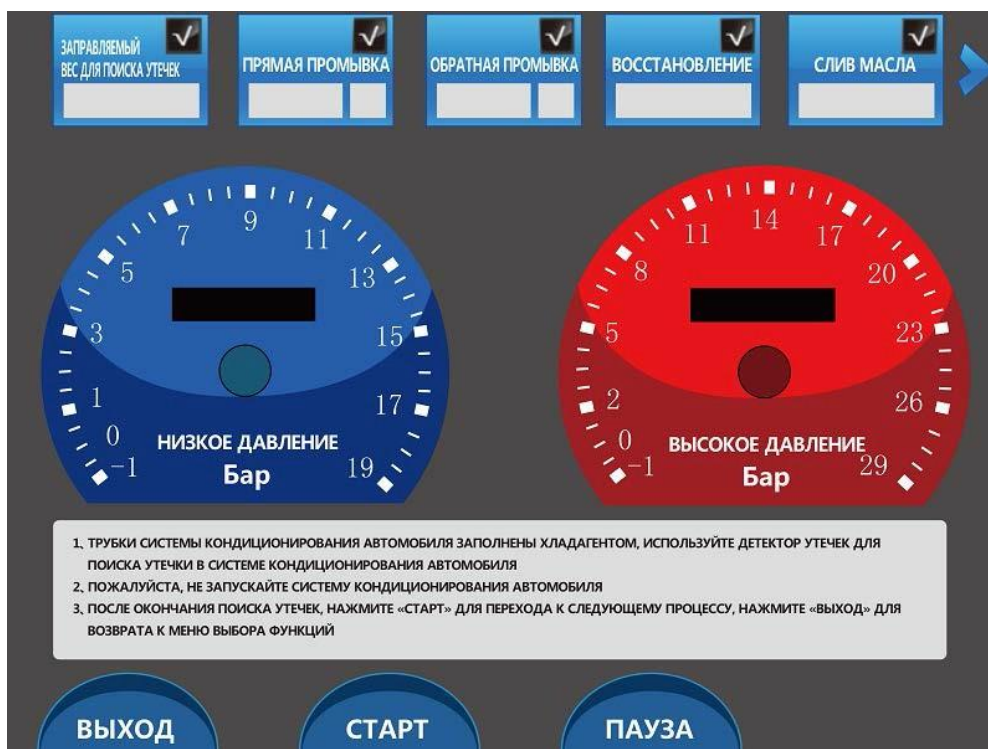 ЗАПРАВЛЯЕМЫЙ
ВЕС ДЛЯ ПОИСКА УТЕЧЕК
ПРЯМАЯ ПРОМЫВКА
ОБРАТНАЯ ПРОМЫВКА
ВОССТАНОВЛЕНИЕ
СЛИВ МАСЛА
-1
0
1
3
5
7
9
11
13
15
17
19
НИЗКОЕ ДАВЛЕНИЕ
Бар
-1
0
2
5
8
11
14
17
20
23
26
29
ВЫСОКОЕ ДАВЛЕНИЕ
Бар
1、ТРУБКИ СИСТЕМЫ КОНДИЦИОНИРОВАНИЯ АВТОМОБИЛЯ ЗАПОЛНЕНЫ ХЛАДАГЕНТОМ, ИСПОЛЬЗУЙТЕ ДЕТЕКТОР УТЕЧЕК ДЛЯ
ПОИСКА УТЕЧКИ В СИСТЕМЕ КОНДИЦИОНИРОВАНИЯ АВТОМОБИЛЯ
2、ПОЖАЛУЙСТА, НЕ ЗАПУСКАЙТЕ СИСТЕМУ КОНДИЦИОНИРОВАНИЯ АВТОМОБИЛЯ
3、ПОСЛЕ ОКОНЧАНИЯ ПОИСКА УТЕЧЕК, НАЖМИТЕ «СТАРТ» ДЛЯ ПЕРЕХОДА К СЛЕДУЮЩЕМУ ПРОЦЕССУ, НАЖМИТЕ «ВЫХОД» ДЛЯ
ВОЗВРАТА К МЕНЮ ВЫБОРА ФУНКЦИЙ
ВЫХОД
СТАРТ
ПАУЗА